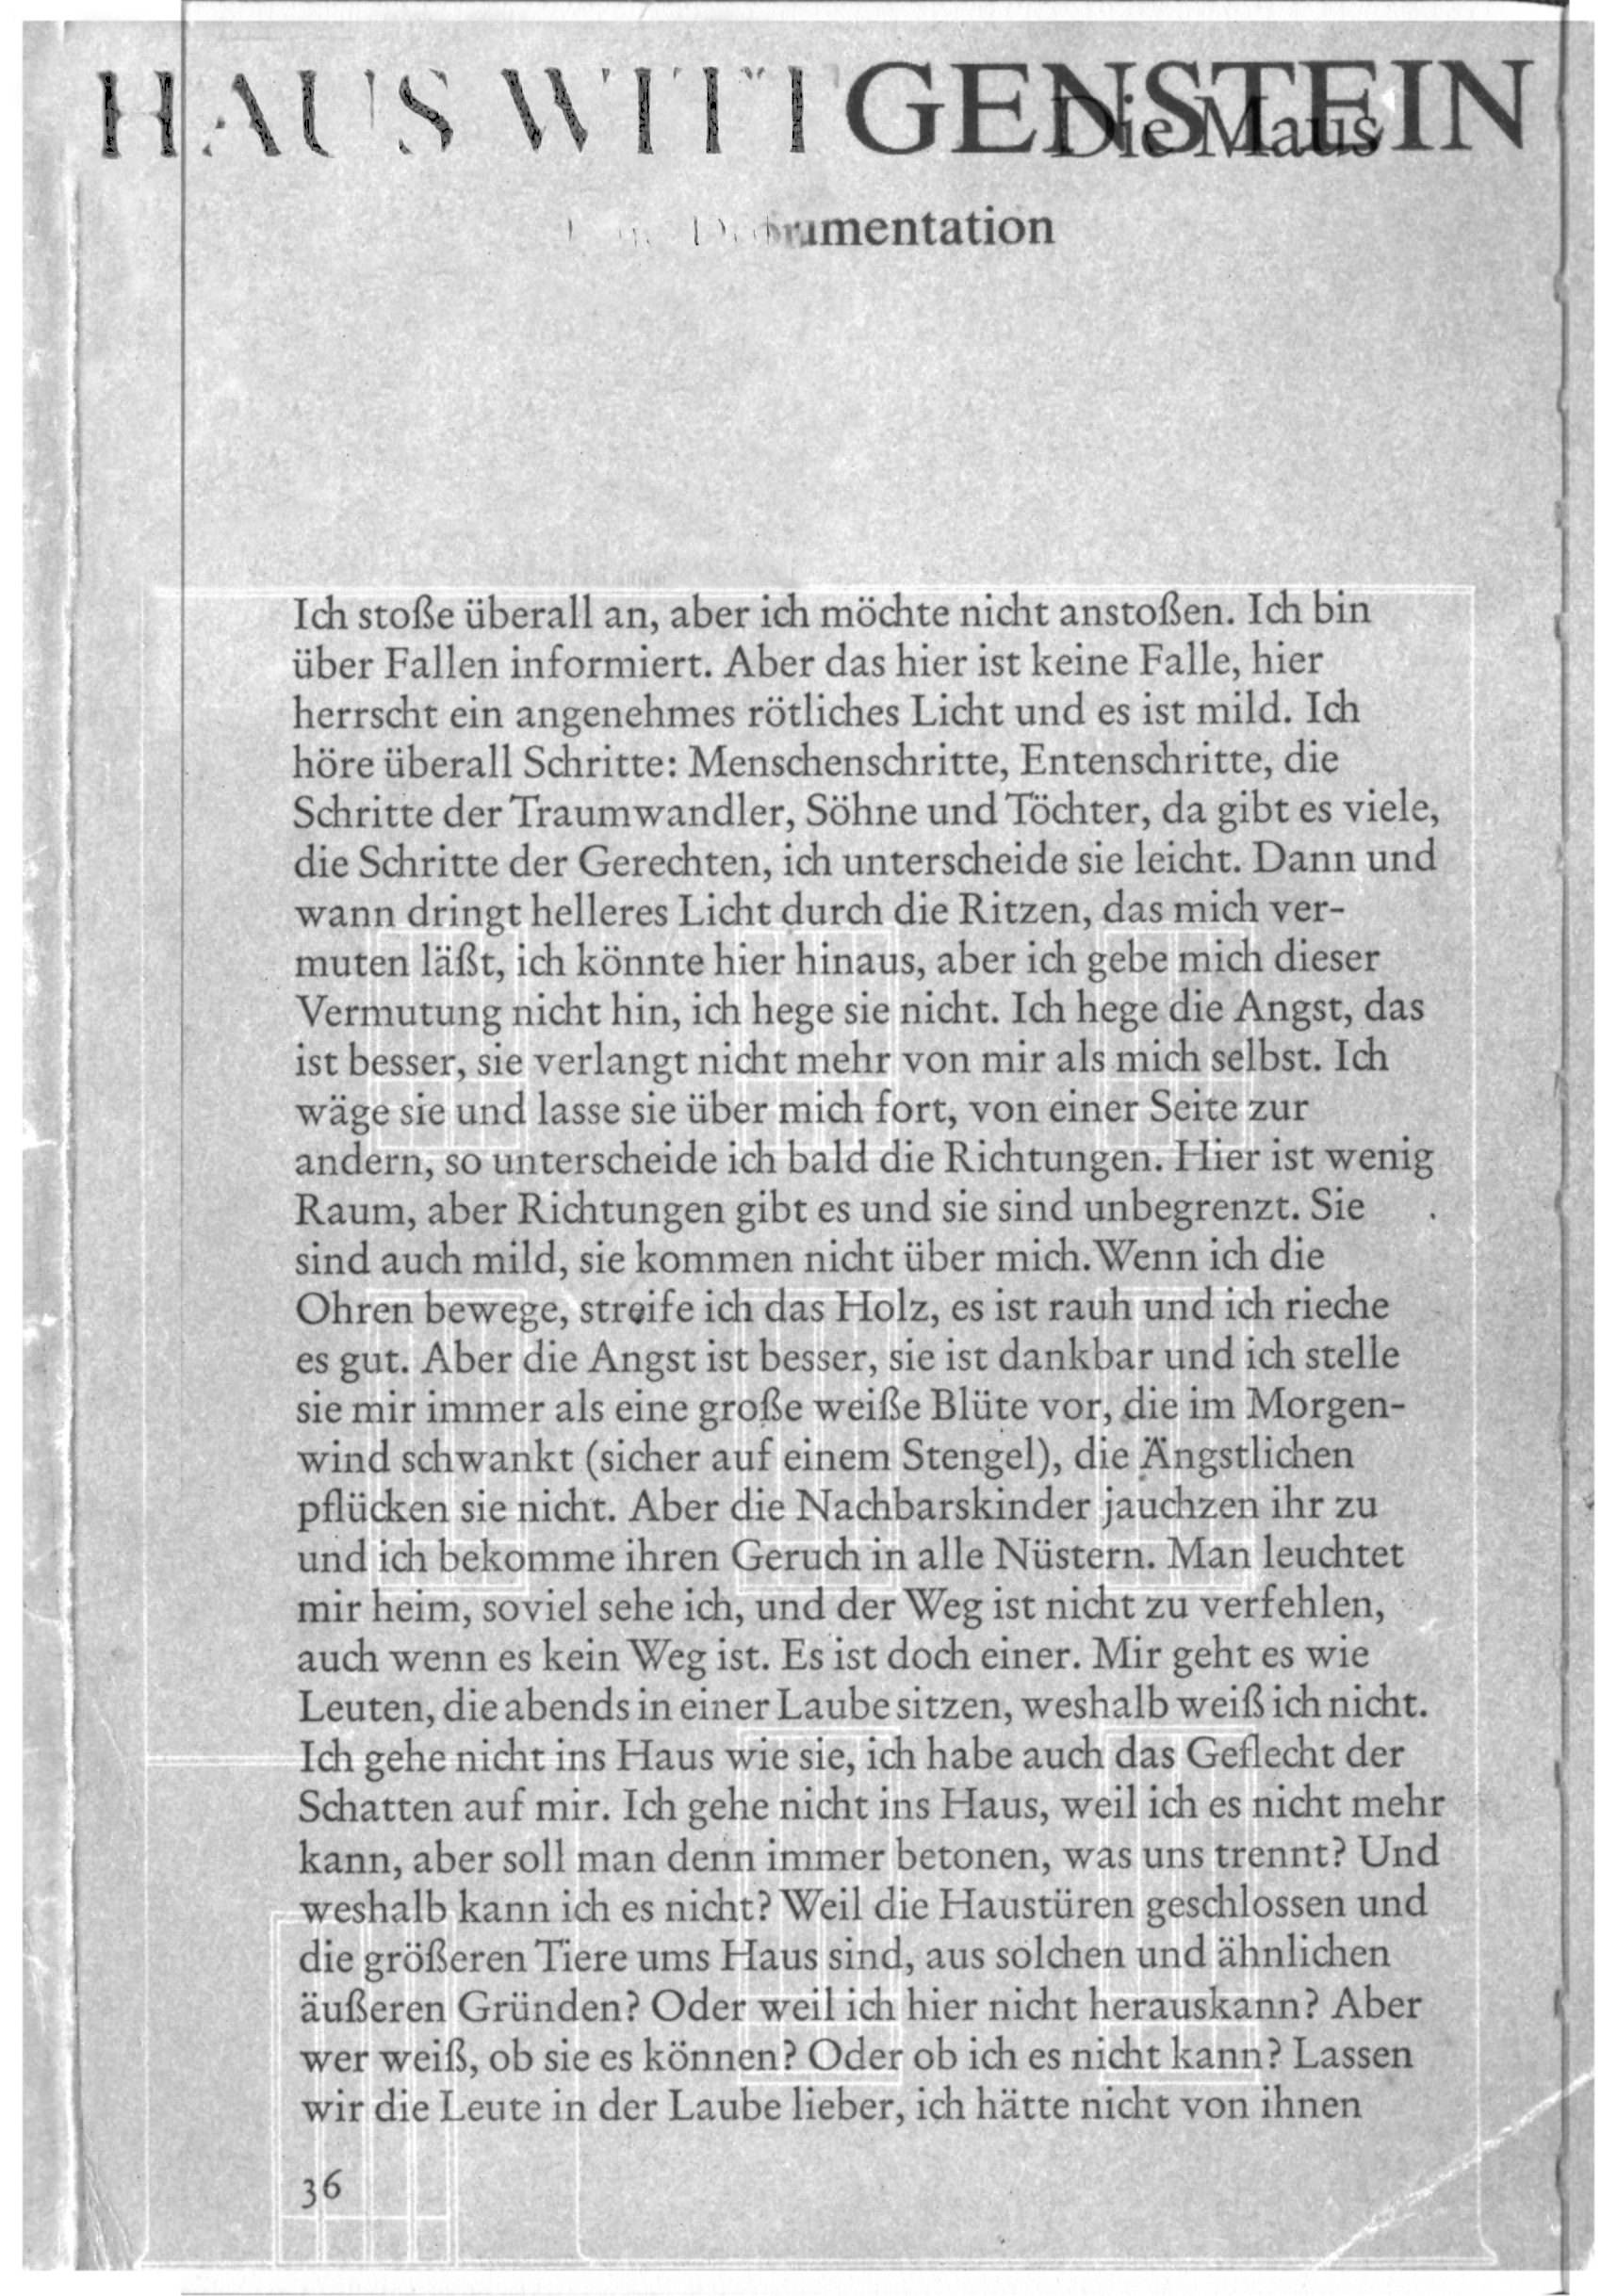 HAUS WITTGENSTEIN
Die Maus
umentation
Ich stoße überall an, aber ich möchte nicht anstoßen. Ich bin
über Fallen informiert. Aber das hier ist keine Falle, hier
herrscht ein angenehmes rötliches Licht und es ist mild. Ich
höre überall Schritte: Menschenschritte, Entenschritte, die
Schritte der Traumwandler, Söhne und Töchter, da gibt es viele,
die Schritte der Gerechten, ich unterscheide sie leicht. Dann und
wann dringt helleres Licht durch die Ritzen, das mich ver-
muten läßt, ich könnte hier hinaus, aber ich gebe mich dieser
Vermutung nicht hin, ich hege sie nicht. Ich hege die Angst, das
ist besser, sie verlangt nicht mehr von mir als mich selbst. Ich
wäge sie und lasse sie über mich fort, von einer Seite zur
andern, so unterscheide ich bald die Richtungen. Hier ist wenig
Raum, aber Richtungen gibt es und sie sind unbegrenzt. Sie
sind auch mild, sie kommen nicht über mich. Wenn ich die
Ohren bewege, streife ich das Holz, es ist rauh und ich rieche
es gut. Aber die Angst ist besser, sie ist dankbar und ich stelle
sie mir immer als eine große weiße Blüte vor, die im Morgen-
wind schwankt (sicher auf einem Stengel), die Ängstlichen
pflücken sie nicht. Aber die Nachbarskinder jauchzen ihr zu
und ich bekomme ihren Geruch in alle Nüstern. Man leuchtet
mir heim, soviel sehe ich, und der Weg ist nicht zu verfehlen,
auch wenn es kein Weg ist. Es ist doch einer. Mir geht es wie
Leuten, die abends in einer Laube sitzen, weshalb weiß ich nicht.
Ich gehe nicht ins Haus wie sie, ich habe auch das Geflecht der
Schatten auf mir. Ich gehe nicht ins Haus, weil ich es nicht mehr
kann, aber soll man denn immer betonen, was uns trennt? Und
weshalb kann ich es nicht? Weil die Haustüren geschlossen und
die größeren Tiere ums Haus sind, aus solchen und ähnlichen
äußeren Gründen? Oder weil ich hier nicht herauskann? Aber
wer weiß, ob sie es können? Oder ob ich es nicht kann? Lassen
wir die Leute in der Laube lieber, ich hätte nicht von ihnen
36